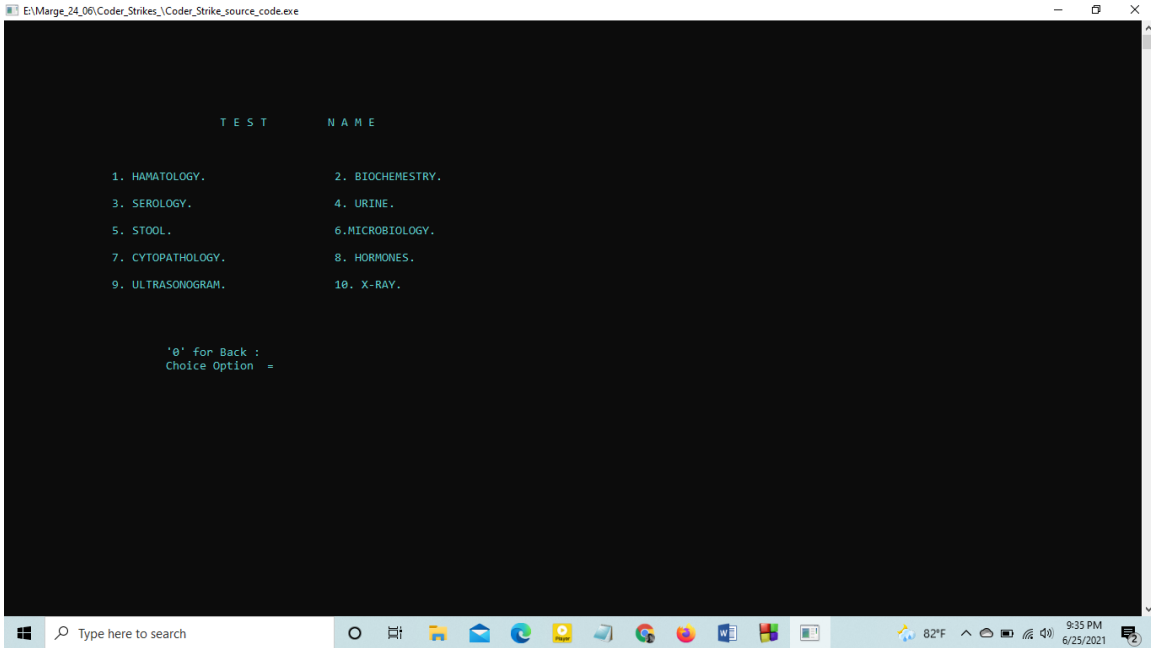 E:\Marge_24_06\Coder_Strikes_\Coder_Strike_source_code.exe
T E S T N A M E
1. HAMATOLOGY. 2. BIOCHEMESTRY.
3. SEROLOGY. 4. URINE.
5. STOOL. 6.MICROBIOLOGY.
7. CYTOPATHOLOGY. 8. HORMONES.
9. ULTRASONOGRAM. 10. X-RAY.
'0' for Back :
Choice Option =
Type here to search
Player
W
82°F
9:35 PM
6/25/2021
2